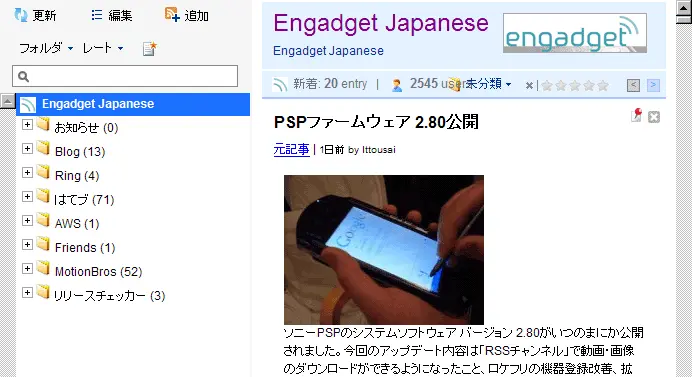 更新 編集 追加
フォルダ レート
Engadget Japanese
お知らせ (0)
Blog (13)
Ring (4)
はてブ (71)
AWS (1)
Friends (1)
MotionBros (52)
リリースチェッカー (3)
Engadget Japanese
engadget
Engadget Japanese
新着: 20 entry | 2545 users 未分類 × |
< >
PSPファームウェア 2.80公開
元記事 | 1日前 by Ittousai
Google
ソニーPSPのシステムソフトウェア バージョン 2.80がいつのまにか公開
されました。今回のアップデート内容は「RSSチャンネル」で動画・画像
のダウンロードができるようになったこと、ロケフリの機器登録改善、拡